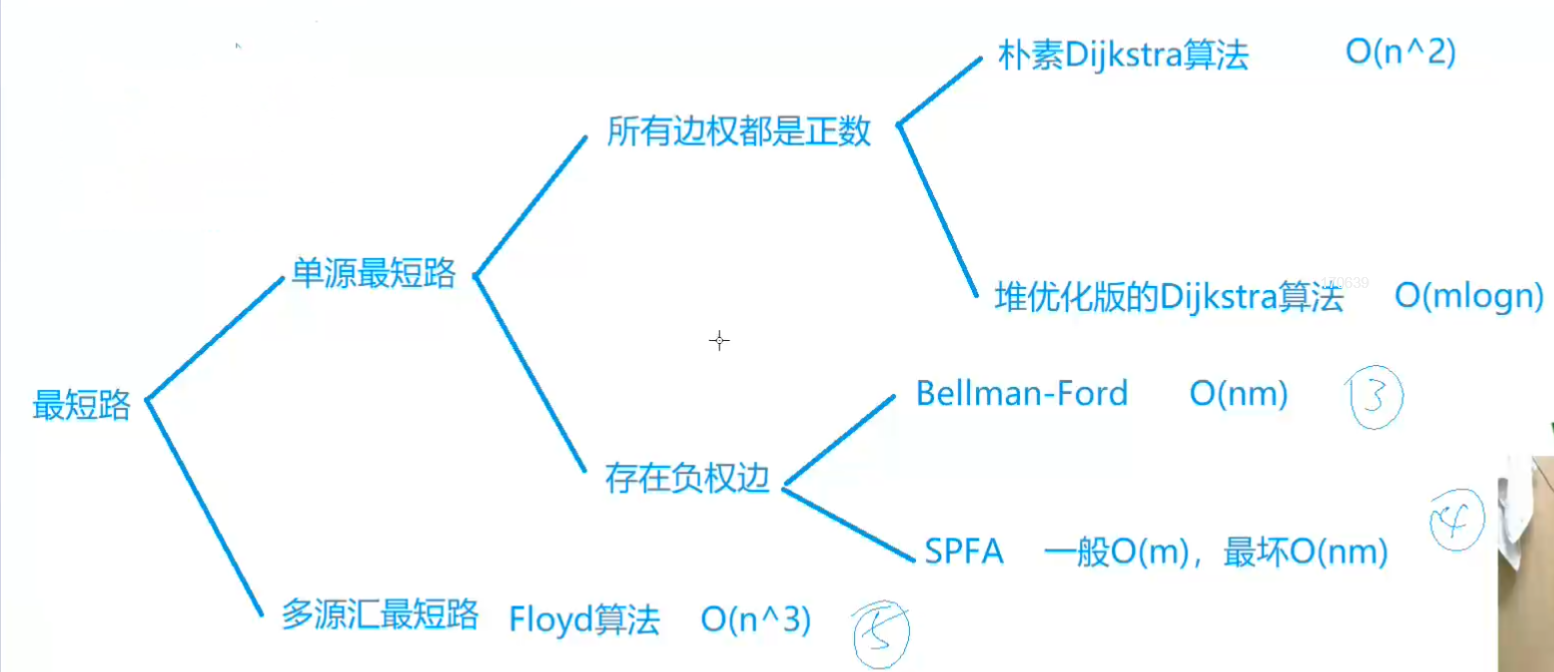 朴素Dijkstra算法 O(n^2)
所有边权都是正数
单源最短路
堆优化版的Dijkstra算法 O(mlogn)
最短路
Bellman-Ford O(nm) ③
存在负权边
SPFA 一般O(m)，最坏O(nm) ④
多源汇最短路 Floyd算法 O(n^3) ⑤